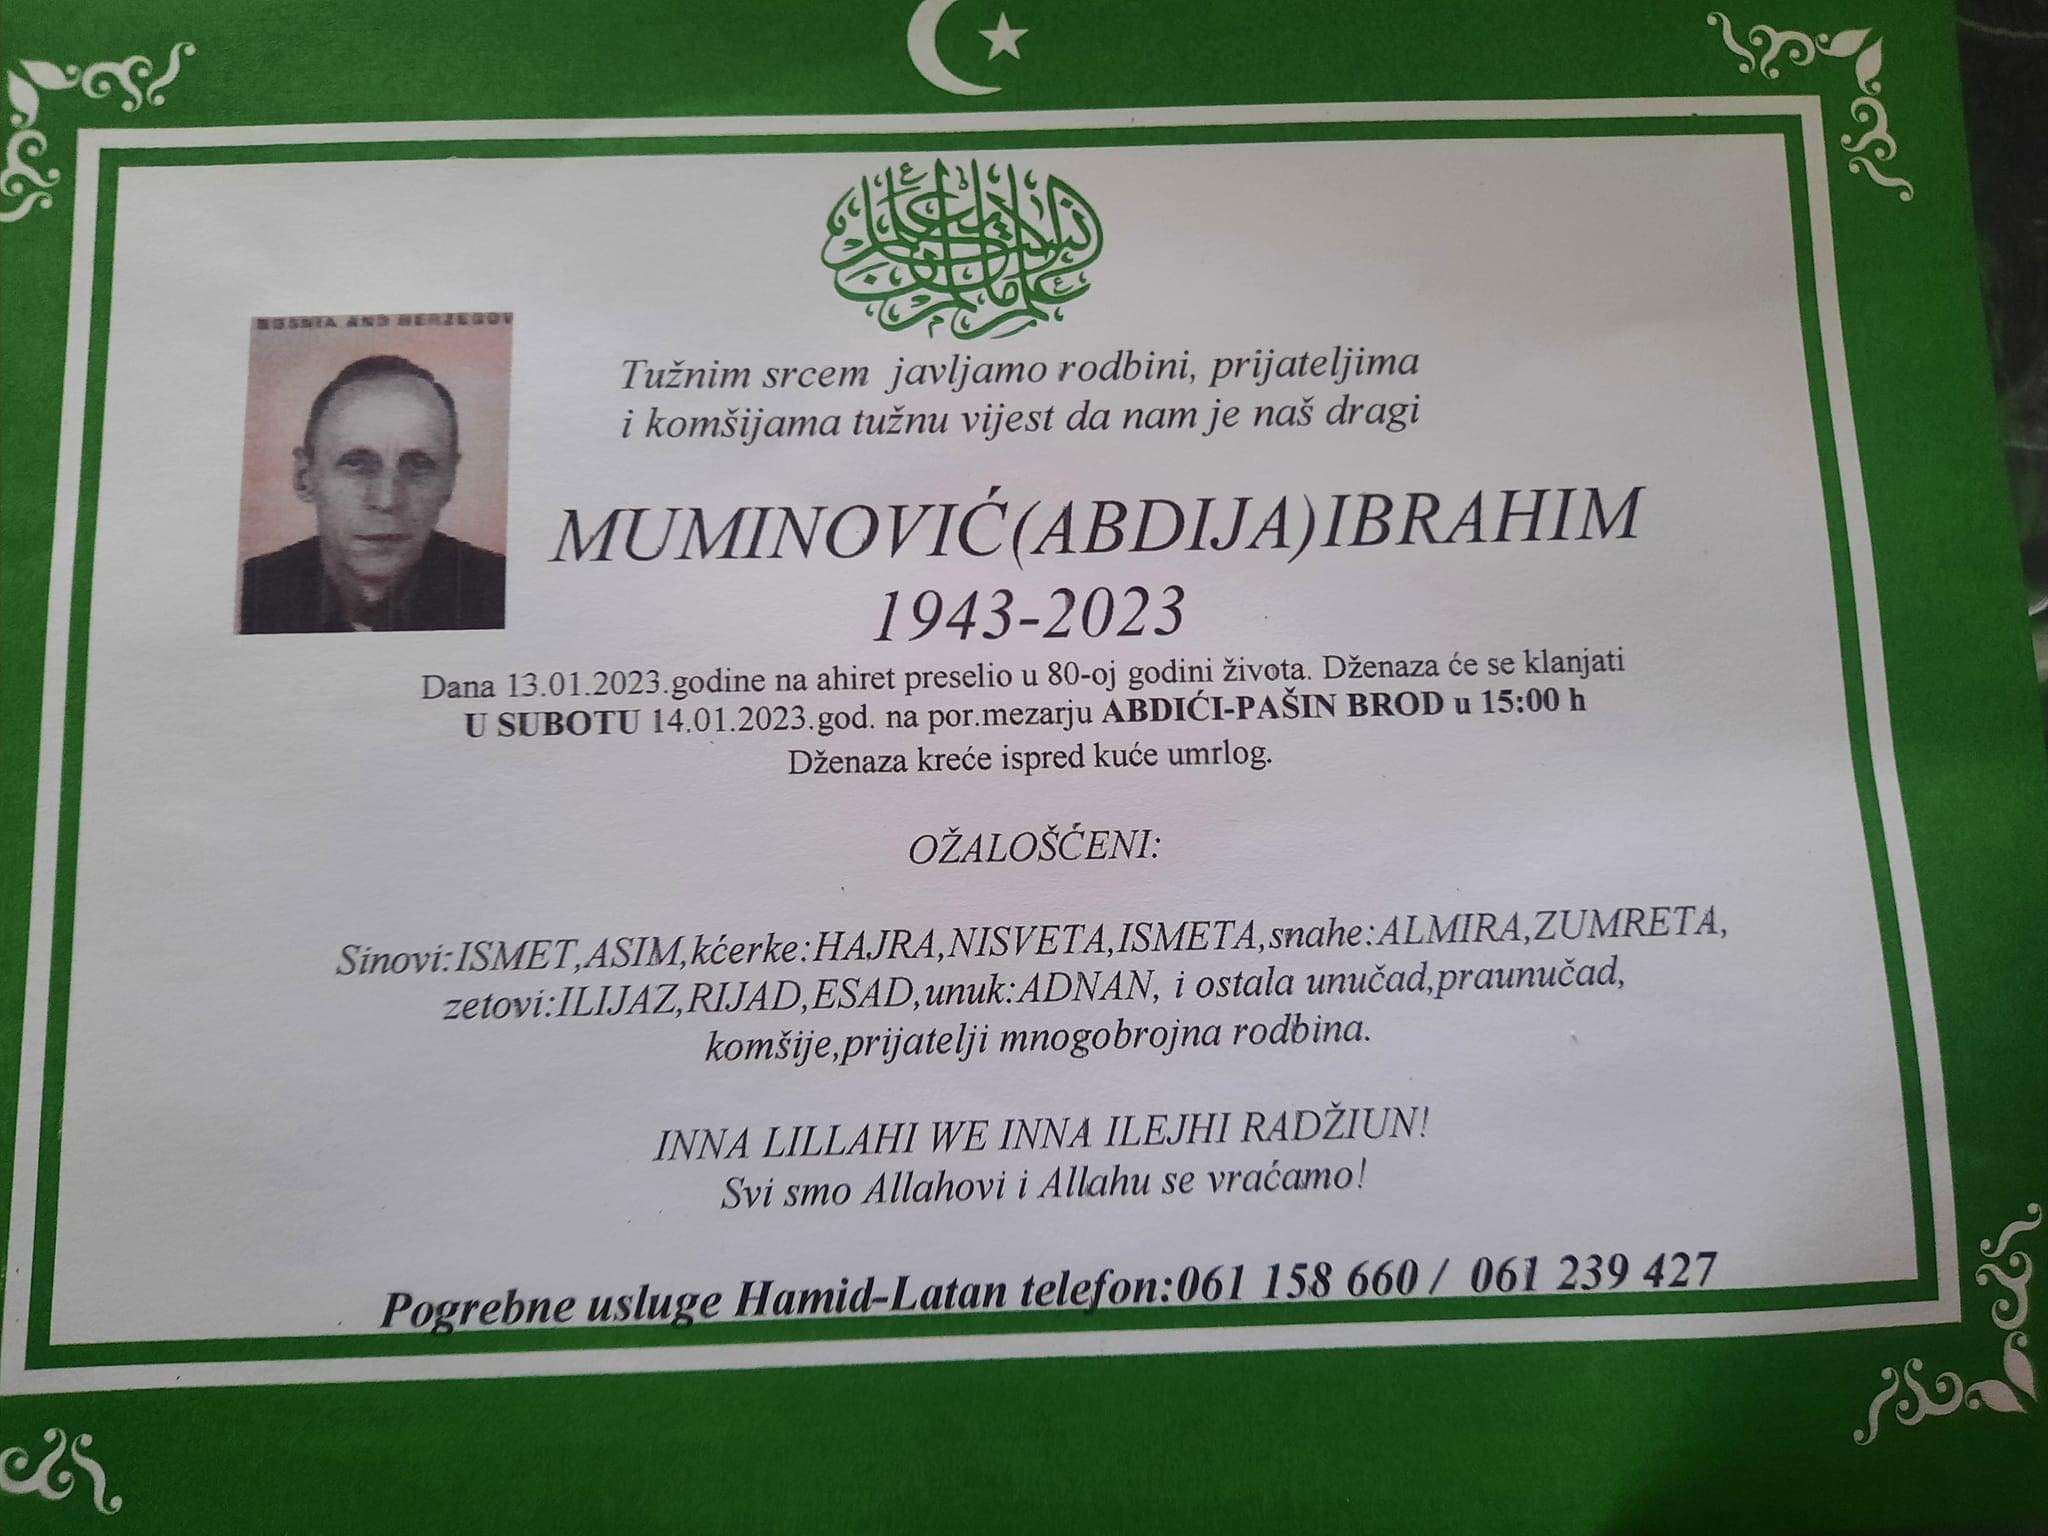 BOSNIA AND HERZEGOV
Tužnim srcem javljamo rodbini, prijateljima
i komšijama tužnu vijest da nam je naš dragi
MUMINOVIĆ(ABDIJA)IBRAHIM
1943-2023
Dana 13.01.2023.godine na ahiret preselio u 80-oj godini života. Dženaza će se klanjati
U SUBOTU 14.01.2023.god. na por.mezarju ABDIĆI-PAŠIN BROD u 15:00 h
Dženaza kreće ispred kuće umrlog.
OŽALOŠĆENI:
Sinovi:ISMET,ASIM,kćerke:HAJRA,NISVETA,ISMETA,snahe:ALMIRA,ZUMRETA,
zetovi:ILIJAZ,RIJAD,ESAD,unuk:ADNAN, i ostala unučad,praunučad,
komšije,prijatelji mnogobrojna rodbina.
INNA LILLAHI WE INNA ILEJHI RADŽIUN!
Svi smo Allahovi i Allahu se vraćamo!
Pogrebne usluge Hamid-Latan telefon:061 158 660 / 061 239 427